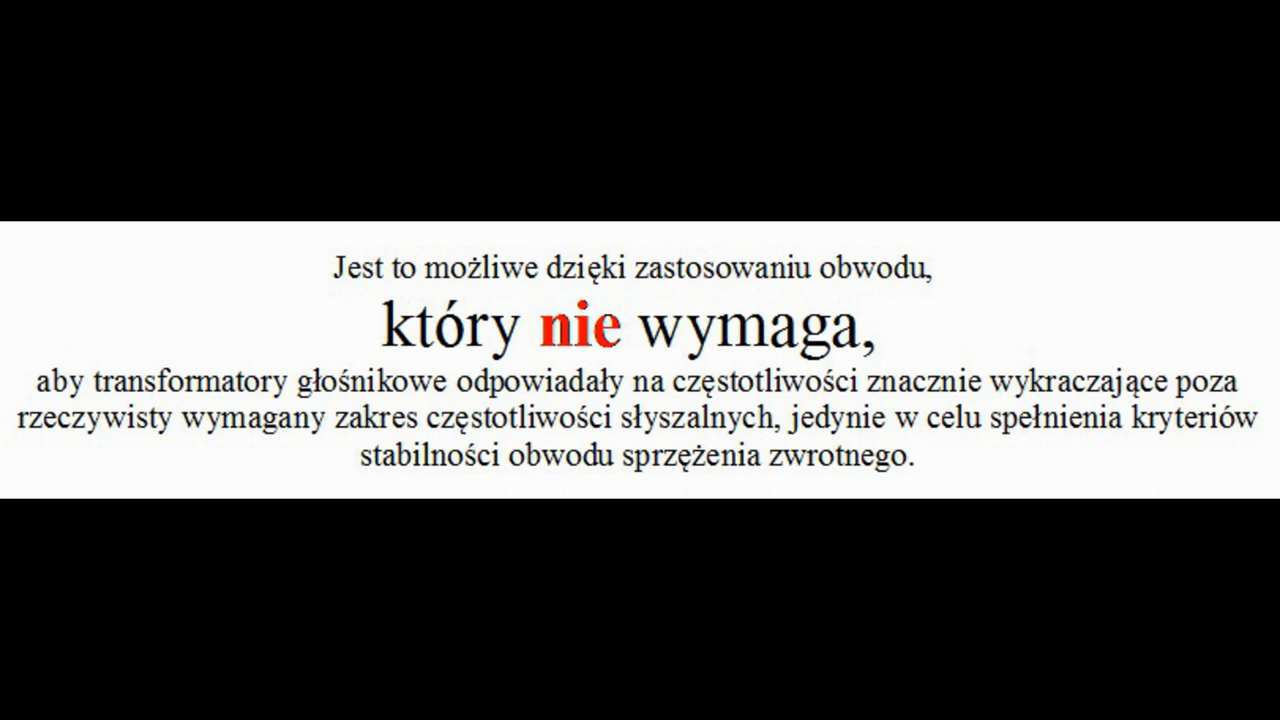 Jest to możliwe dzięki zastosowaniu obwodu,
który nie wymaga,
aby transformatory głośnikowe odpowiadały na częstotliwości znacznie wykraczające poza
rzeczywisty wymagany zakres częstotliwości słyszalnych, jedynie w celu spełnienia kryteriów
stabilności obwodu sprzężenia zwrotnego.